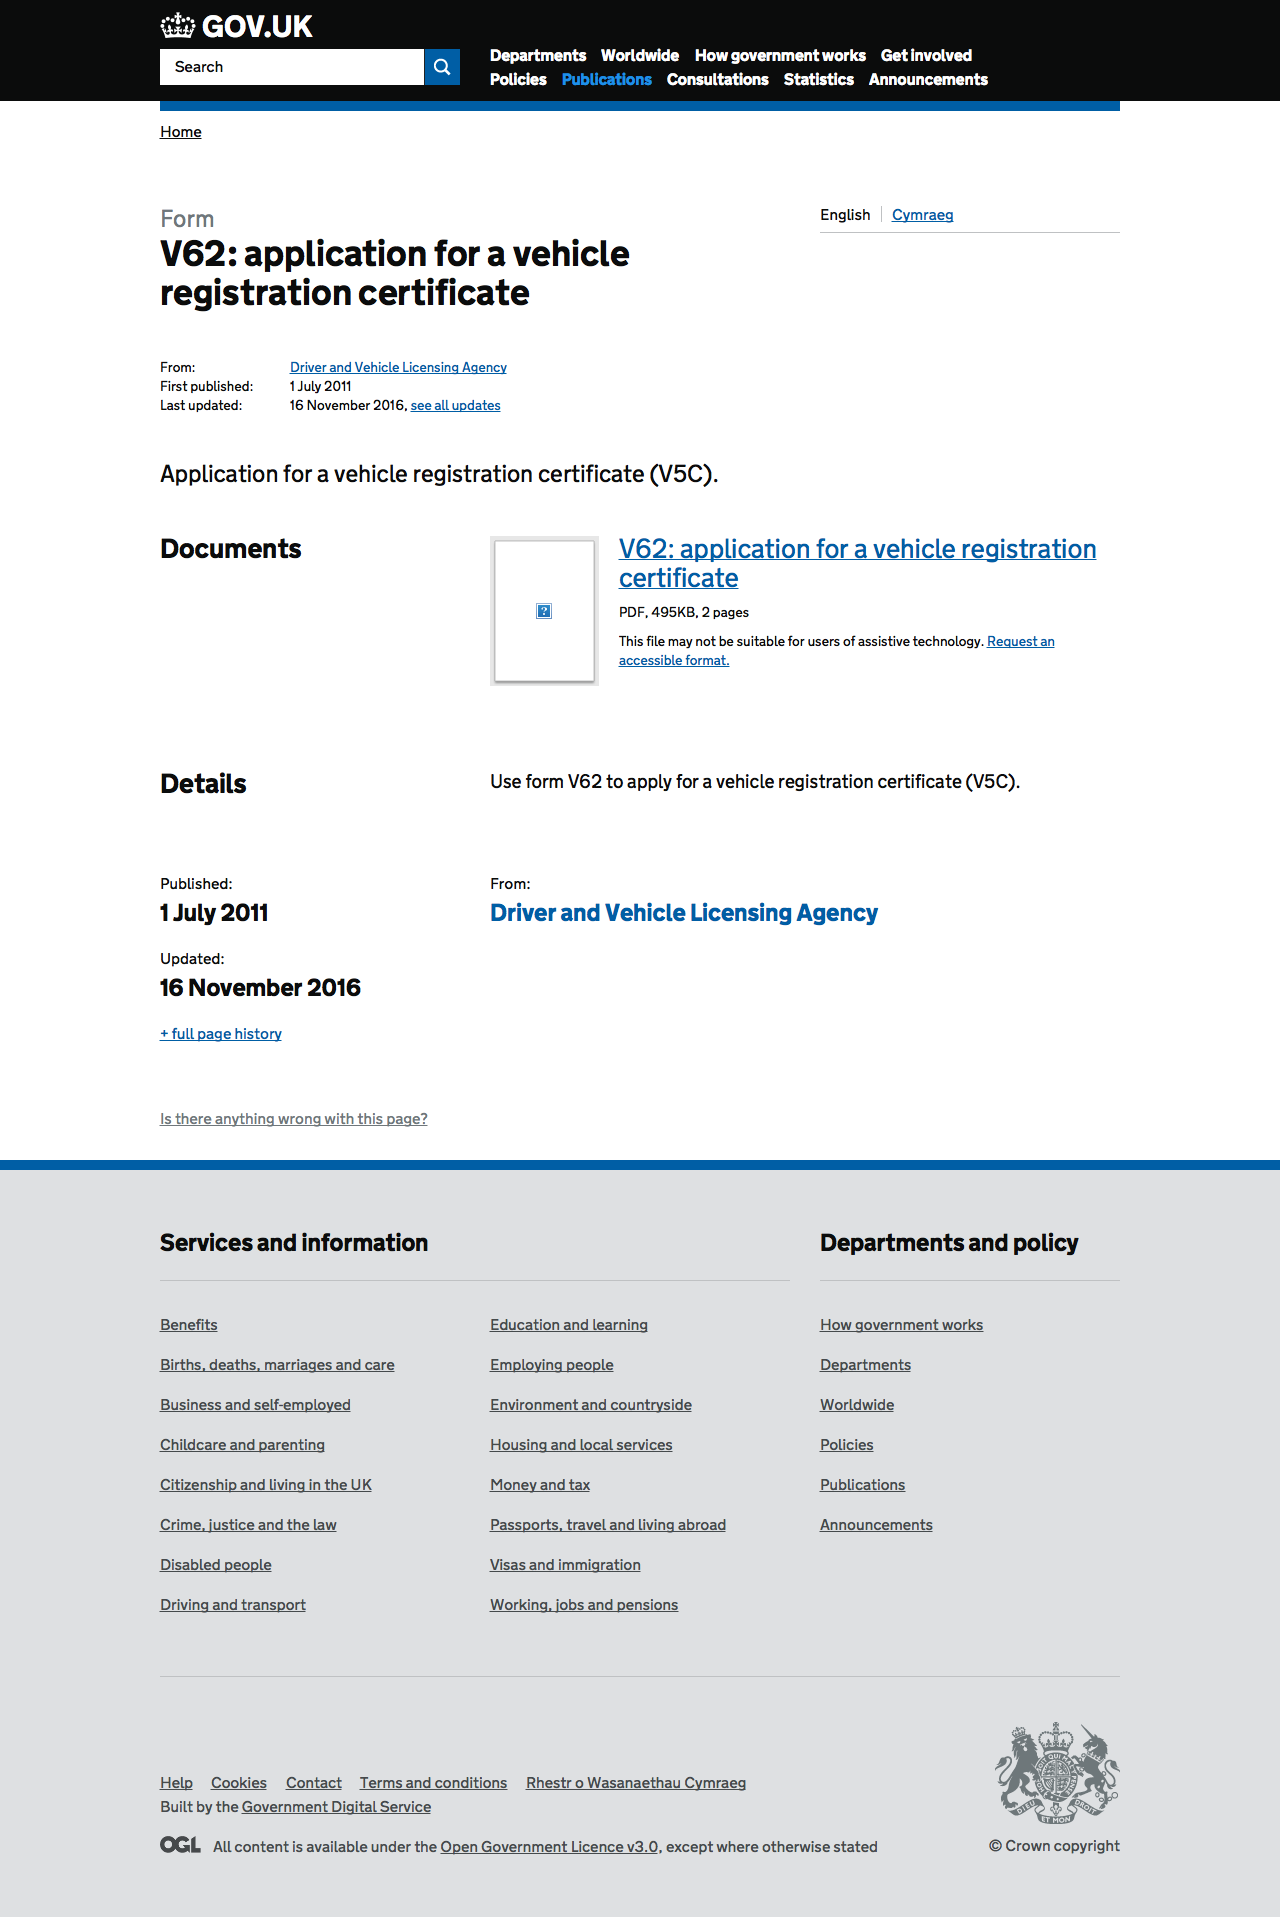 GOV.UK
Search
Departments Worldwide How government works Get involved
Policies Publications Consultations Statistics Announcements
Home
English Cymraeg
Form
V62: application for a vehicle
registration certificate
From: Driver and Vehicle Licensing Agency
First published: 1 July 2011
Last updated: 16 November 2016, see all updates
Application for a vehicle registration certificate (V5C).
Documents
V62: application for a vehicle registration
certificate
PDF, 495KB, 2 pages
This file may not be suitable for users of assistive technology. Request an
accessible format.
Details
Use form V62 to apply for a vehicle registration certificate (V5C).
Published:
1 July 2011
From:
Driver and Vehicle Licensing Agency
Updated:
16 November 2016
+ full page history
Is there anything wrong with this page?
Services and information
Benefits
Births, deaths, marriages and care
Business and self-employed
Childcare and parenting
Citizenship and living in the UK
Crime, justice and the law
Disabled people
Driving and transport
Education and learning
Employing people
Environment and countryside
Housing and local services
Money and tax
Passports, travel and living abroad
Visas and immigration
Working, jobs and pensions
Departments and policy
How government works
Departments
Worldwide
Policies
Publications
Announcements
Help Cookies Contact Terms and conditions Rhestr o Wasanaethau Cymraeg
Built by the Government Digital Service
OGL All content is available under the Open Government Licence v3.0, except where otherwise stated
DIEU ET MON DROIT
© Crown copyright